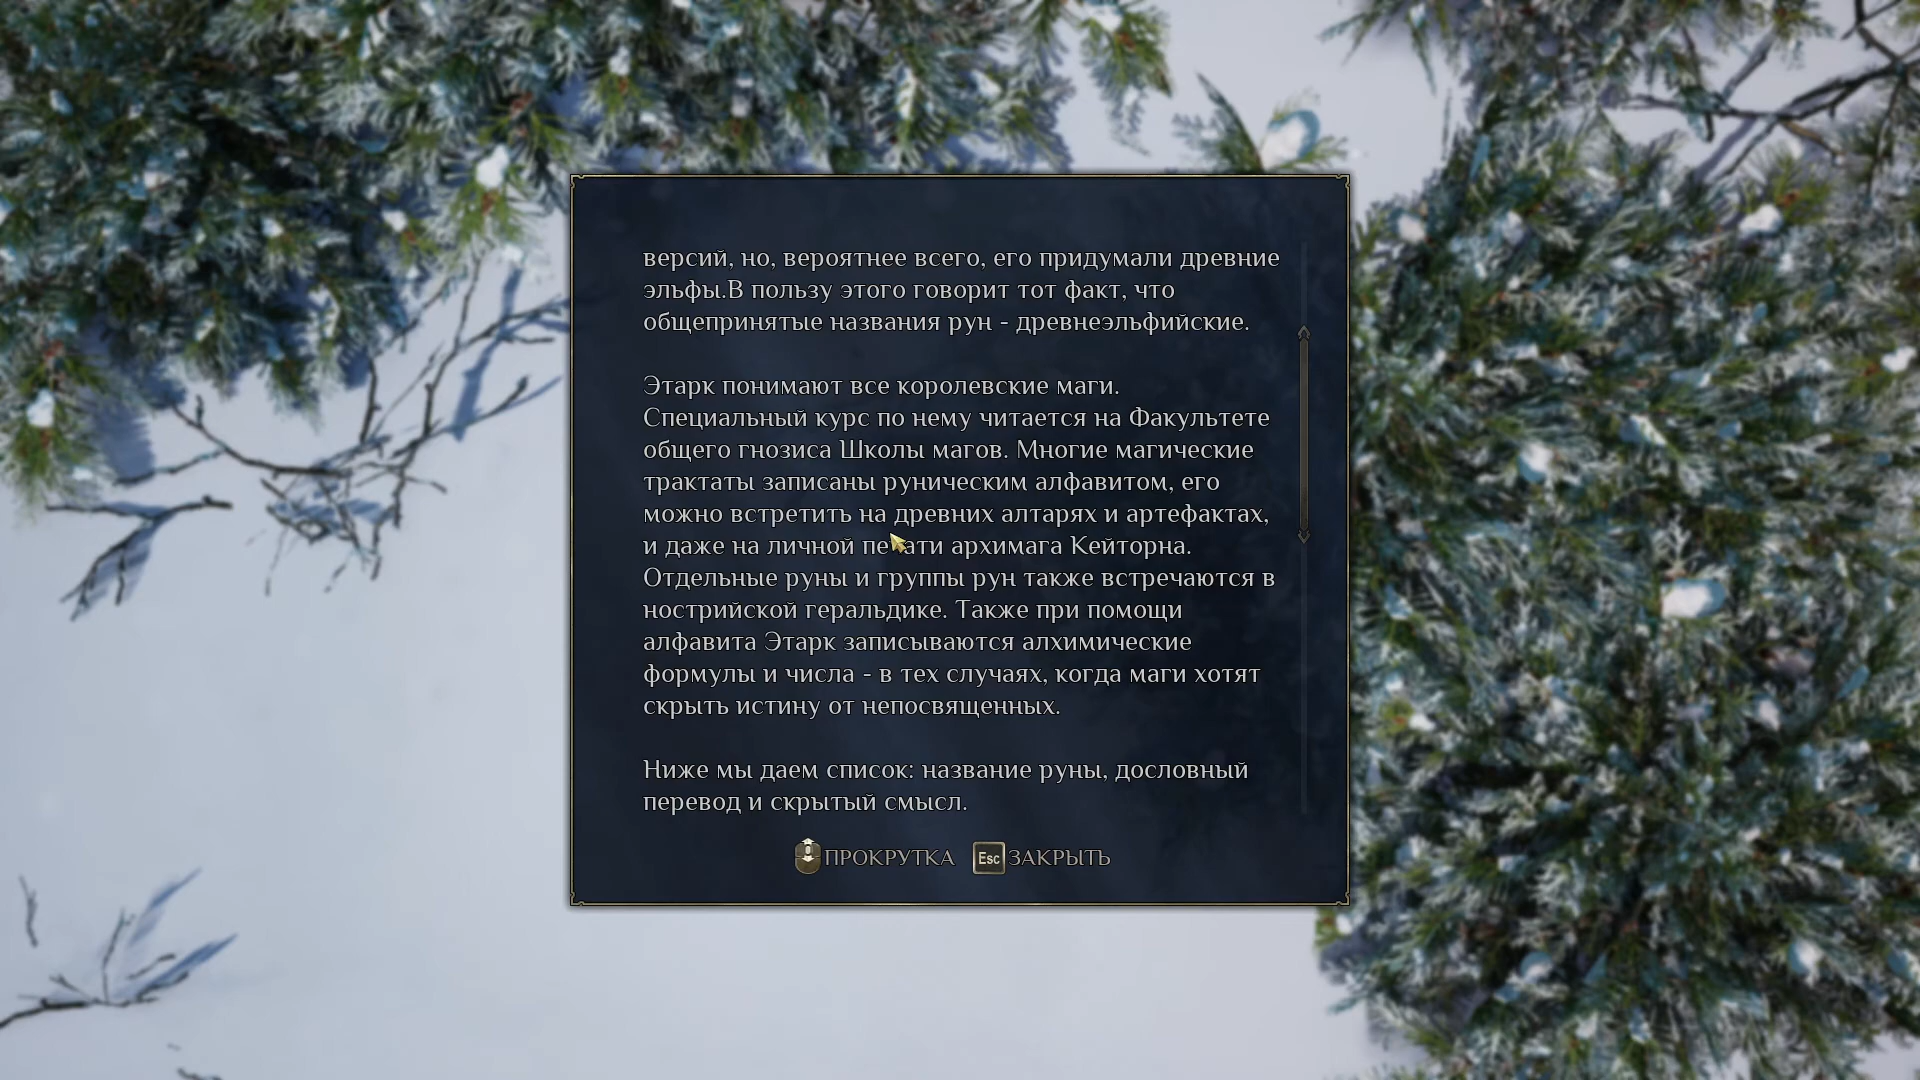 версий, но, вероятнее всего, его придумали древние
эльфы.В пользу этого говорит тот факт, что
общепринятые названия рун - древнеэльфийские.
Этарк понимают все королевские маги.
Специальный курс по нему читается на Факультете
общего гнозиса Школы магов. Многие магические
трактаты записаны руническим алфавитом, его
можно встретить на древних алтарях и артефактах,
и даже на личной печати архимага Кейторна.
Отдельные руны и группы рун также встречаются в
нострийской геральдике. Также при помощи
алфавита Этарк записываются алхимические
формулы и числа - в тех случаях, когда маги хотят
скрыть истину от непосвященных.
Ниже мы даем список: название руны, дословный
перевод и скрытый смысл.
ПРОКРУТКА Esc ЗАКРЫТЬ